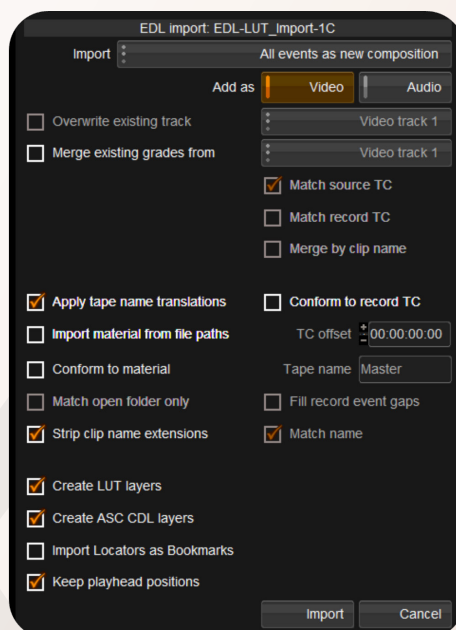 EDL import: EDL-LUT_Import-1C
Import All events as new composition
Add as Video Audio
Overwrite existing track Video track 1
Merge existing grades from Video track 1
Match source TC
Match record TC
Merge by clip name
Apply tape name translations Conform to record TC
Import material from file paths TC offset + - 00:00:00:00
Conform to material Tape name Master
Match open folder only Fill record event gaps
Strip clip name extensions Match name
Create LUT layers
Create ASC CDL layers
Import Locators as Bookmarks
Keep playhead positions
Import Cancel